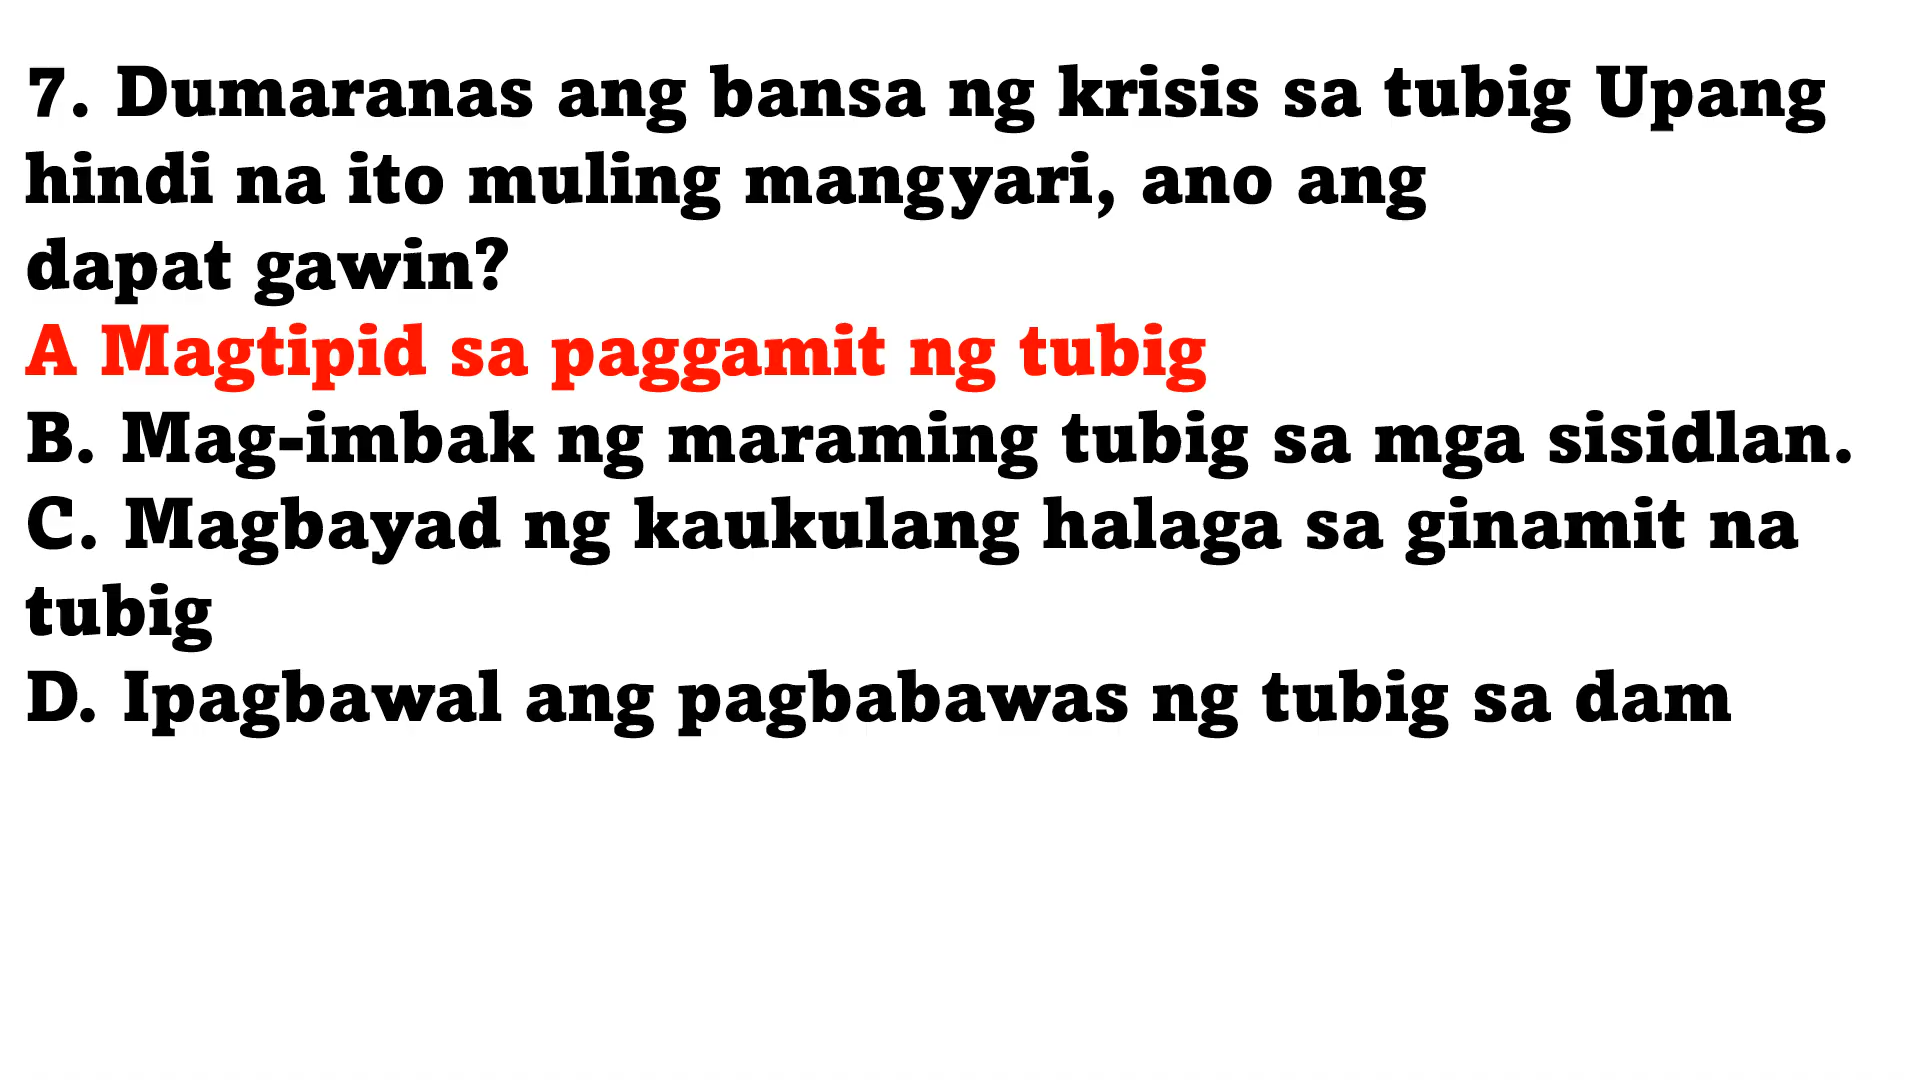 7. Dumaranas ang bansa ng krisis sa tubig Upang
hindi na ito muling mangyari, ano ang
dapat gawin?
A Magtipid sa paggamit ng tubig
B. Mag-imbak ng maraming tubig sa mga sisidlan.
C. Magbayad ng kaukulang halaga sa ginamit na
tubig
D. Ipagbawal ang pagbabawas ng tubig sa dam